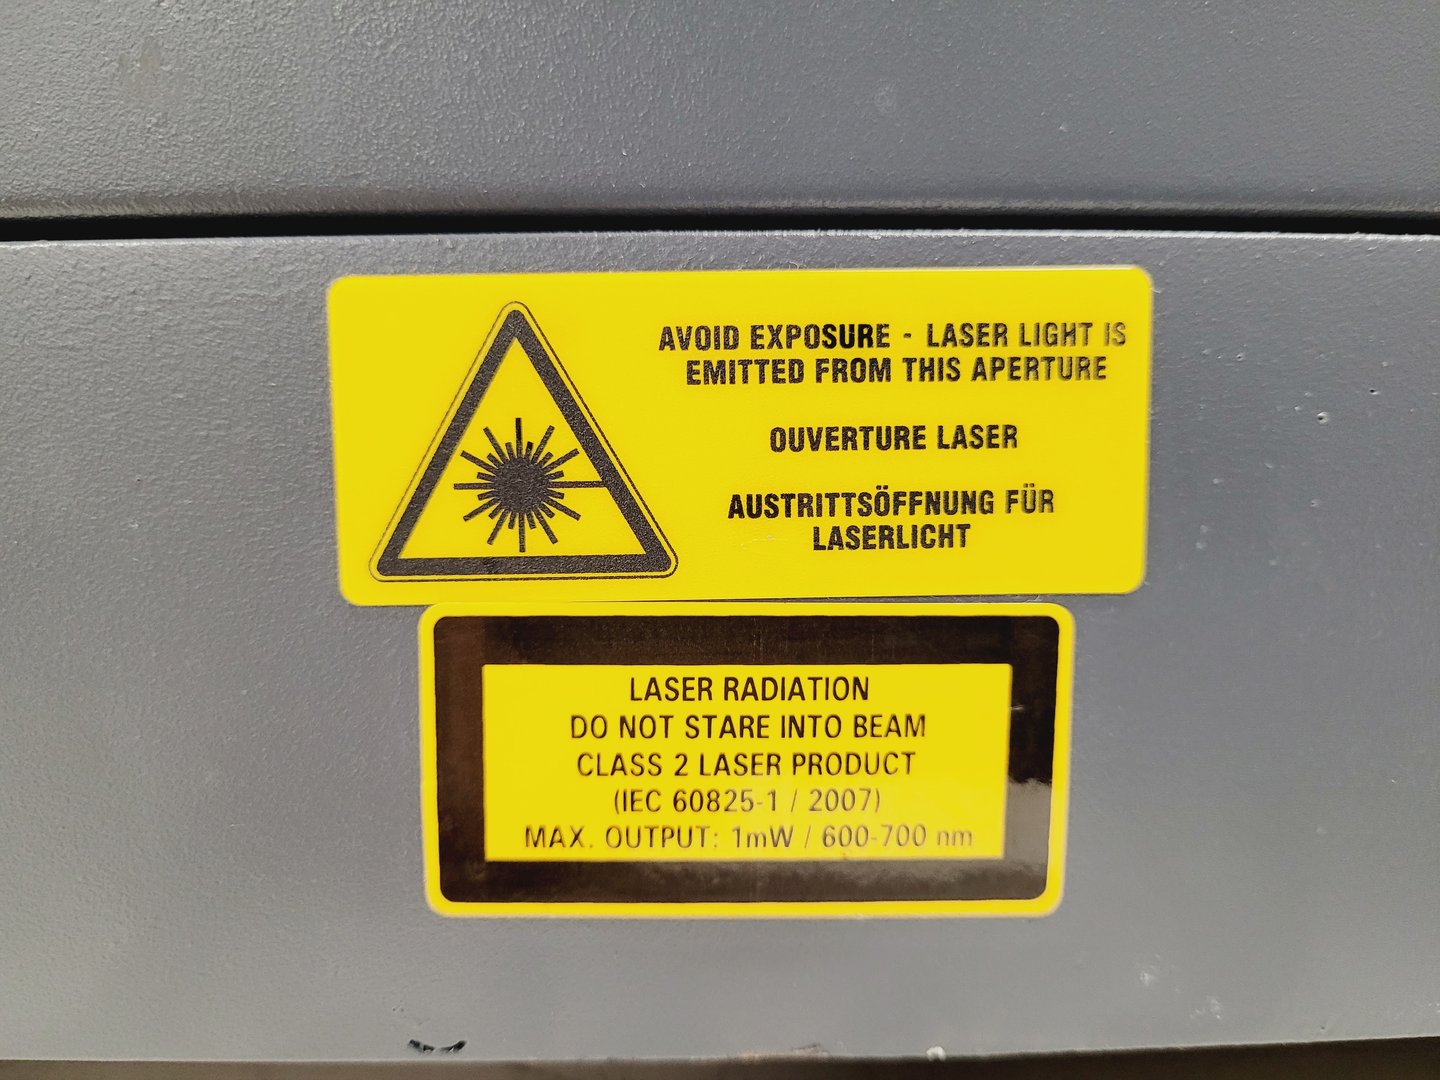 AVOID EXPOSURE - LASER LIGHT IS
EMITTED FROM THIS APERTURE
OUVERTURE LASER
AUSTRITTSÖFFNUNG FÜR
LASERLICHT
LASER RADIATION
DO NOT STARE INTO BEAM
CLASS 2 LASER PRODUCT
(IEC 60825-1 / 2007)
MAX. OUTPUT: 1mW / 600-700 nm